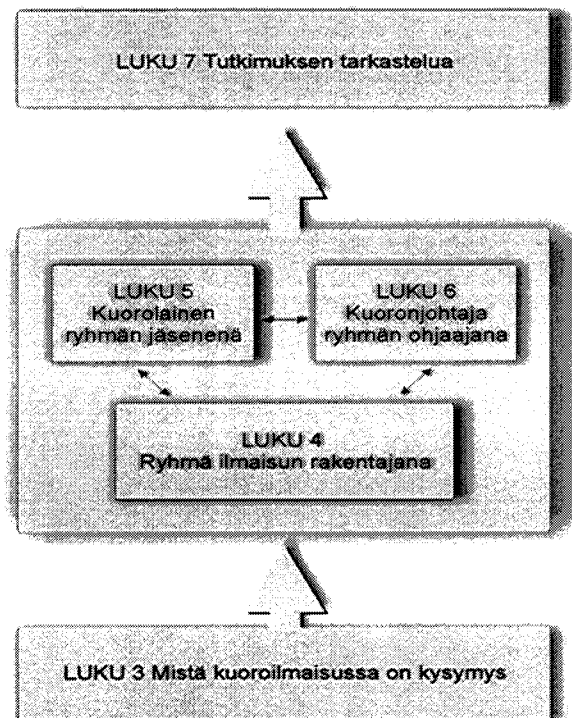 LUKU 7 Tutkimuksen tarkastelua
LUKU 5
Kuorolainen
ryhmän jäsenenä
LUKU 6
Kuoronjohtaja
ryhmän ohjaajana
LUKU 4
Ryhmä ilmaisun rakentajana
LUKU 3 Mistä kuoroilmaisussa on kysymys